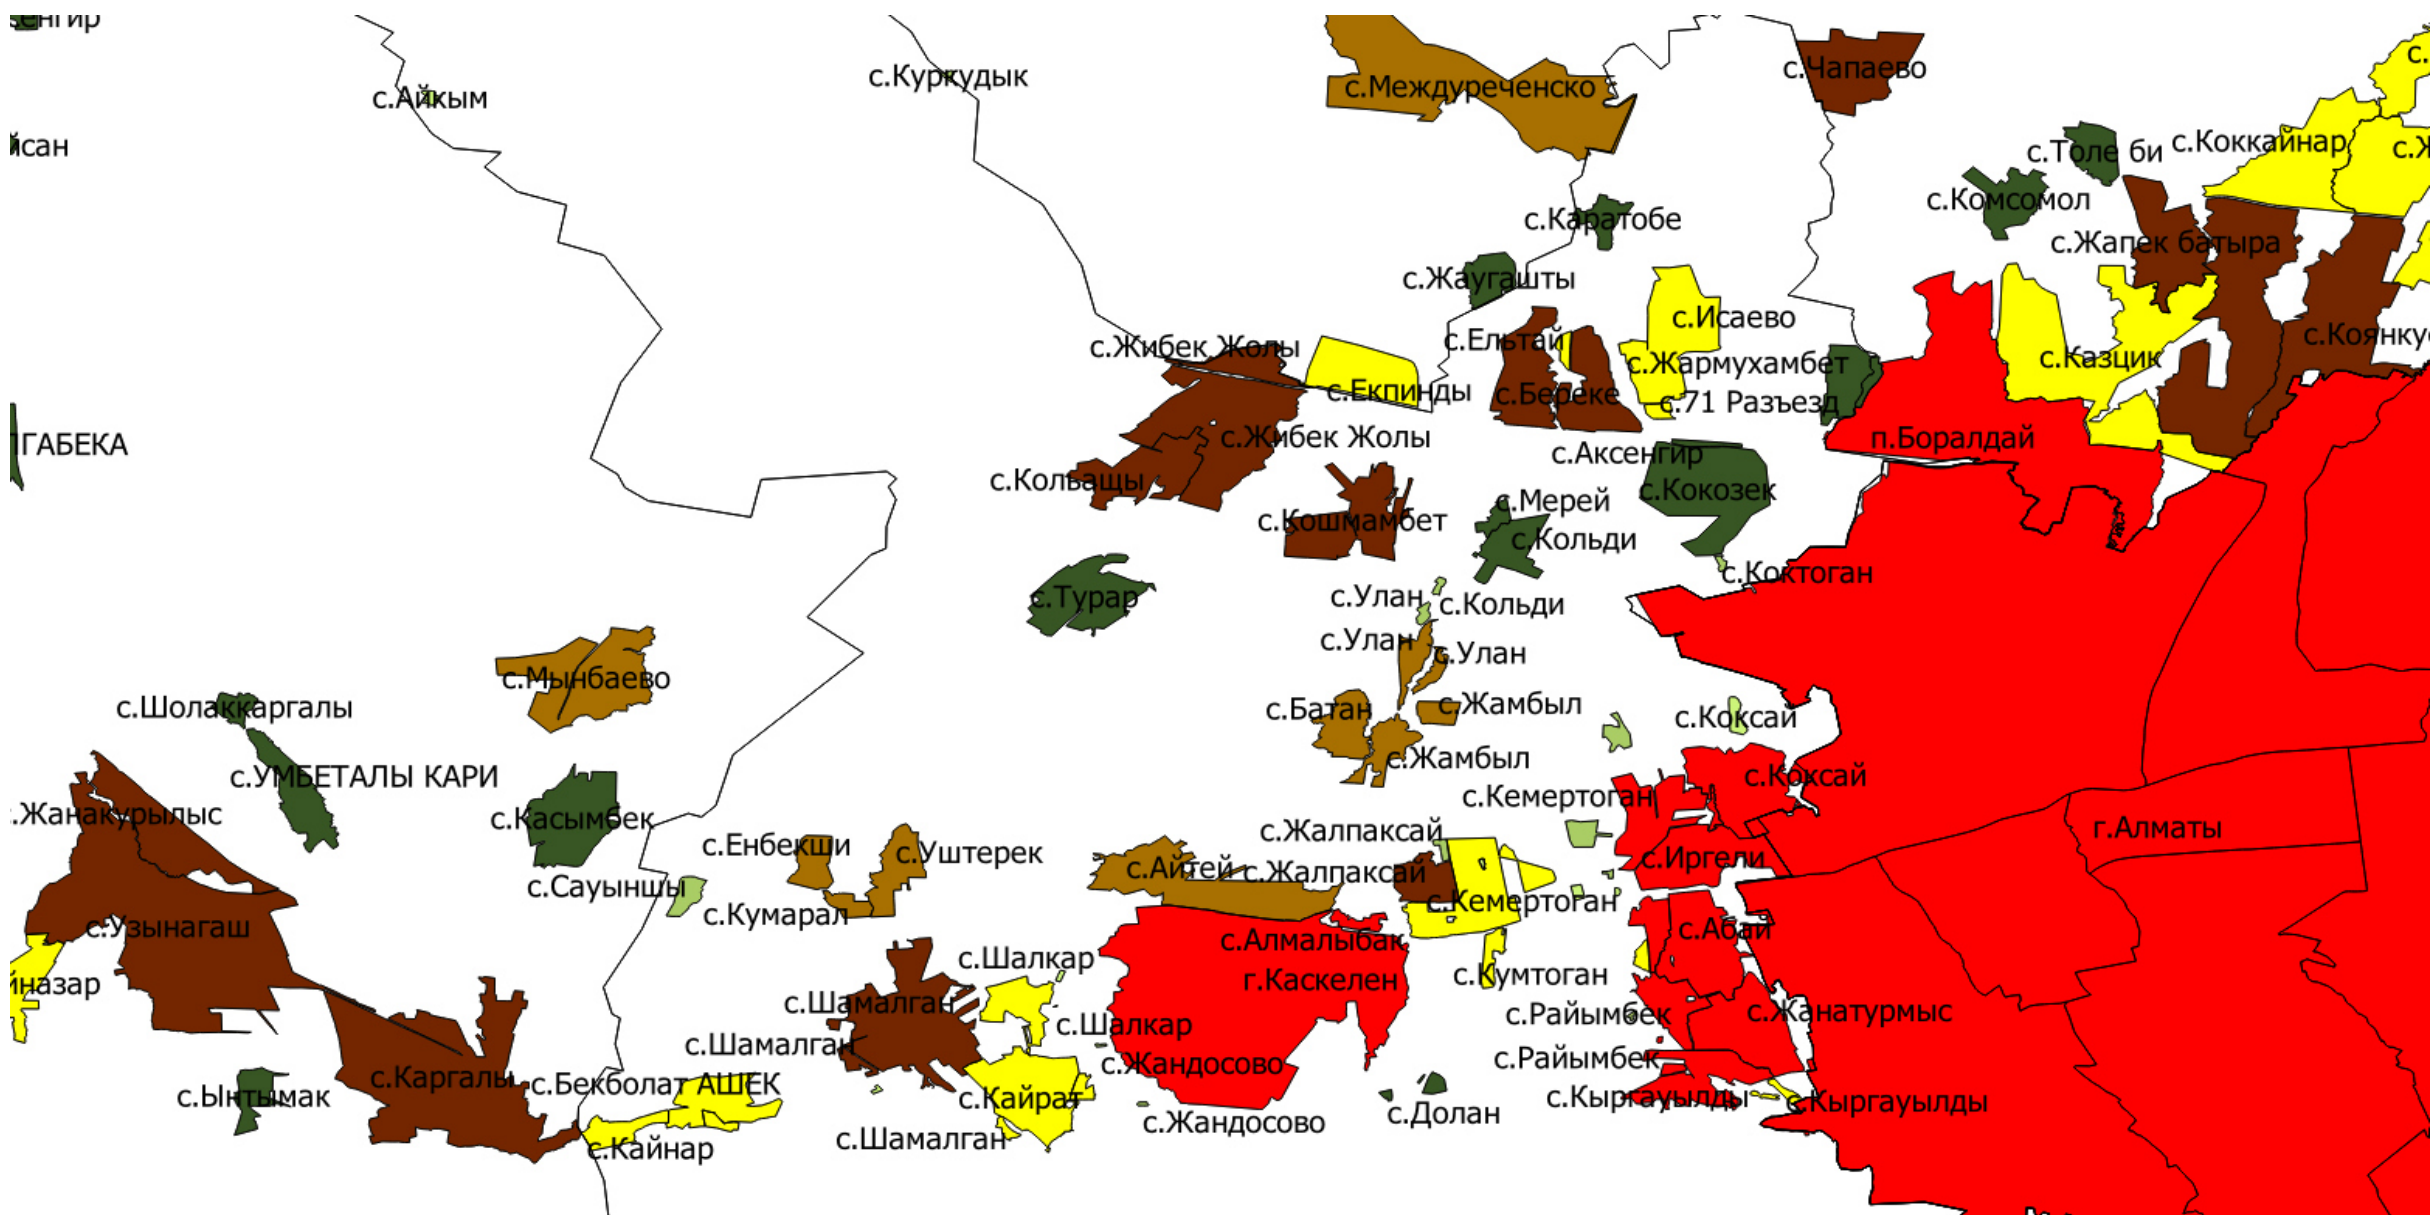 с.Айкым
с.Куркудык
с.Междуреченско
с.Чапаево
с.Толе би
с.Коккайнар
с.Комсомол
с.Каратобе
с.Жапек батыра
с.Жаугашты
с.Исаево
с.Ельтай
с.Жибек Жолы
с.Жармухамбет
с.Казцик
с.Екпинды
с.Береке
с.71 Разъезд
с.Жибек Жолы
п.Боралдай
ГАБЕКА
с.Аксенгир
с.Кольащы
с.Кокозек
с.Мерей
с.Кошмамбет
с.Кольди
с.Коктоган
с.Турар
с.Улан
с.Кольди
с.Улан
с.Улан
с.Мынбаево
с.Шолаккаргалы
с.Батан
с.Жамбыл
с.Коксай
с.Жамбыл
с.УМБЕТАЛЫ КАРИ
с.Коксай
с.Кемертоган
.Жанакурылыс
с.Касымбек
с.Жалпаксай
г.Алматы
с.Енбекши
с.Уштерек
с.Иргели
с.Айтей
с.Жалпаксай
с.Сауыншы
с.Кумарал
с.Кемертоган
с.Узынагаш
с.Алмалыбак
с.Абай
с.Шалкар
с.Кумтоган
йназар
г.Каскелен
с.Шамалган
с.Райымбек
с.Жанатурмыс
с.Шалкар
с.Шамалган
с.Райымбек
с.Жандосово
с.Каргалы
с.Бекболат АШЕК
с.Ынтымак
с.Кайрат
с.Кыргауылды
с.Кыргауылды
с.Долан
с.Жандосово
с.Шамалган
с.Кайнар